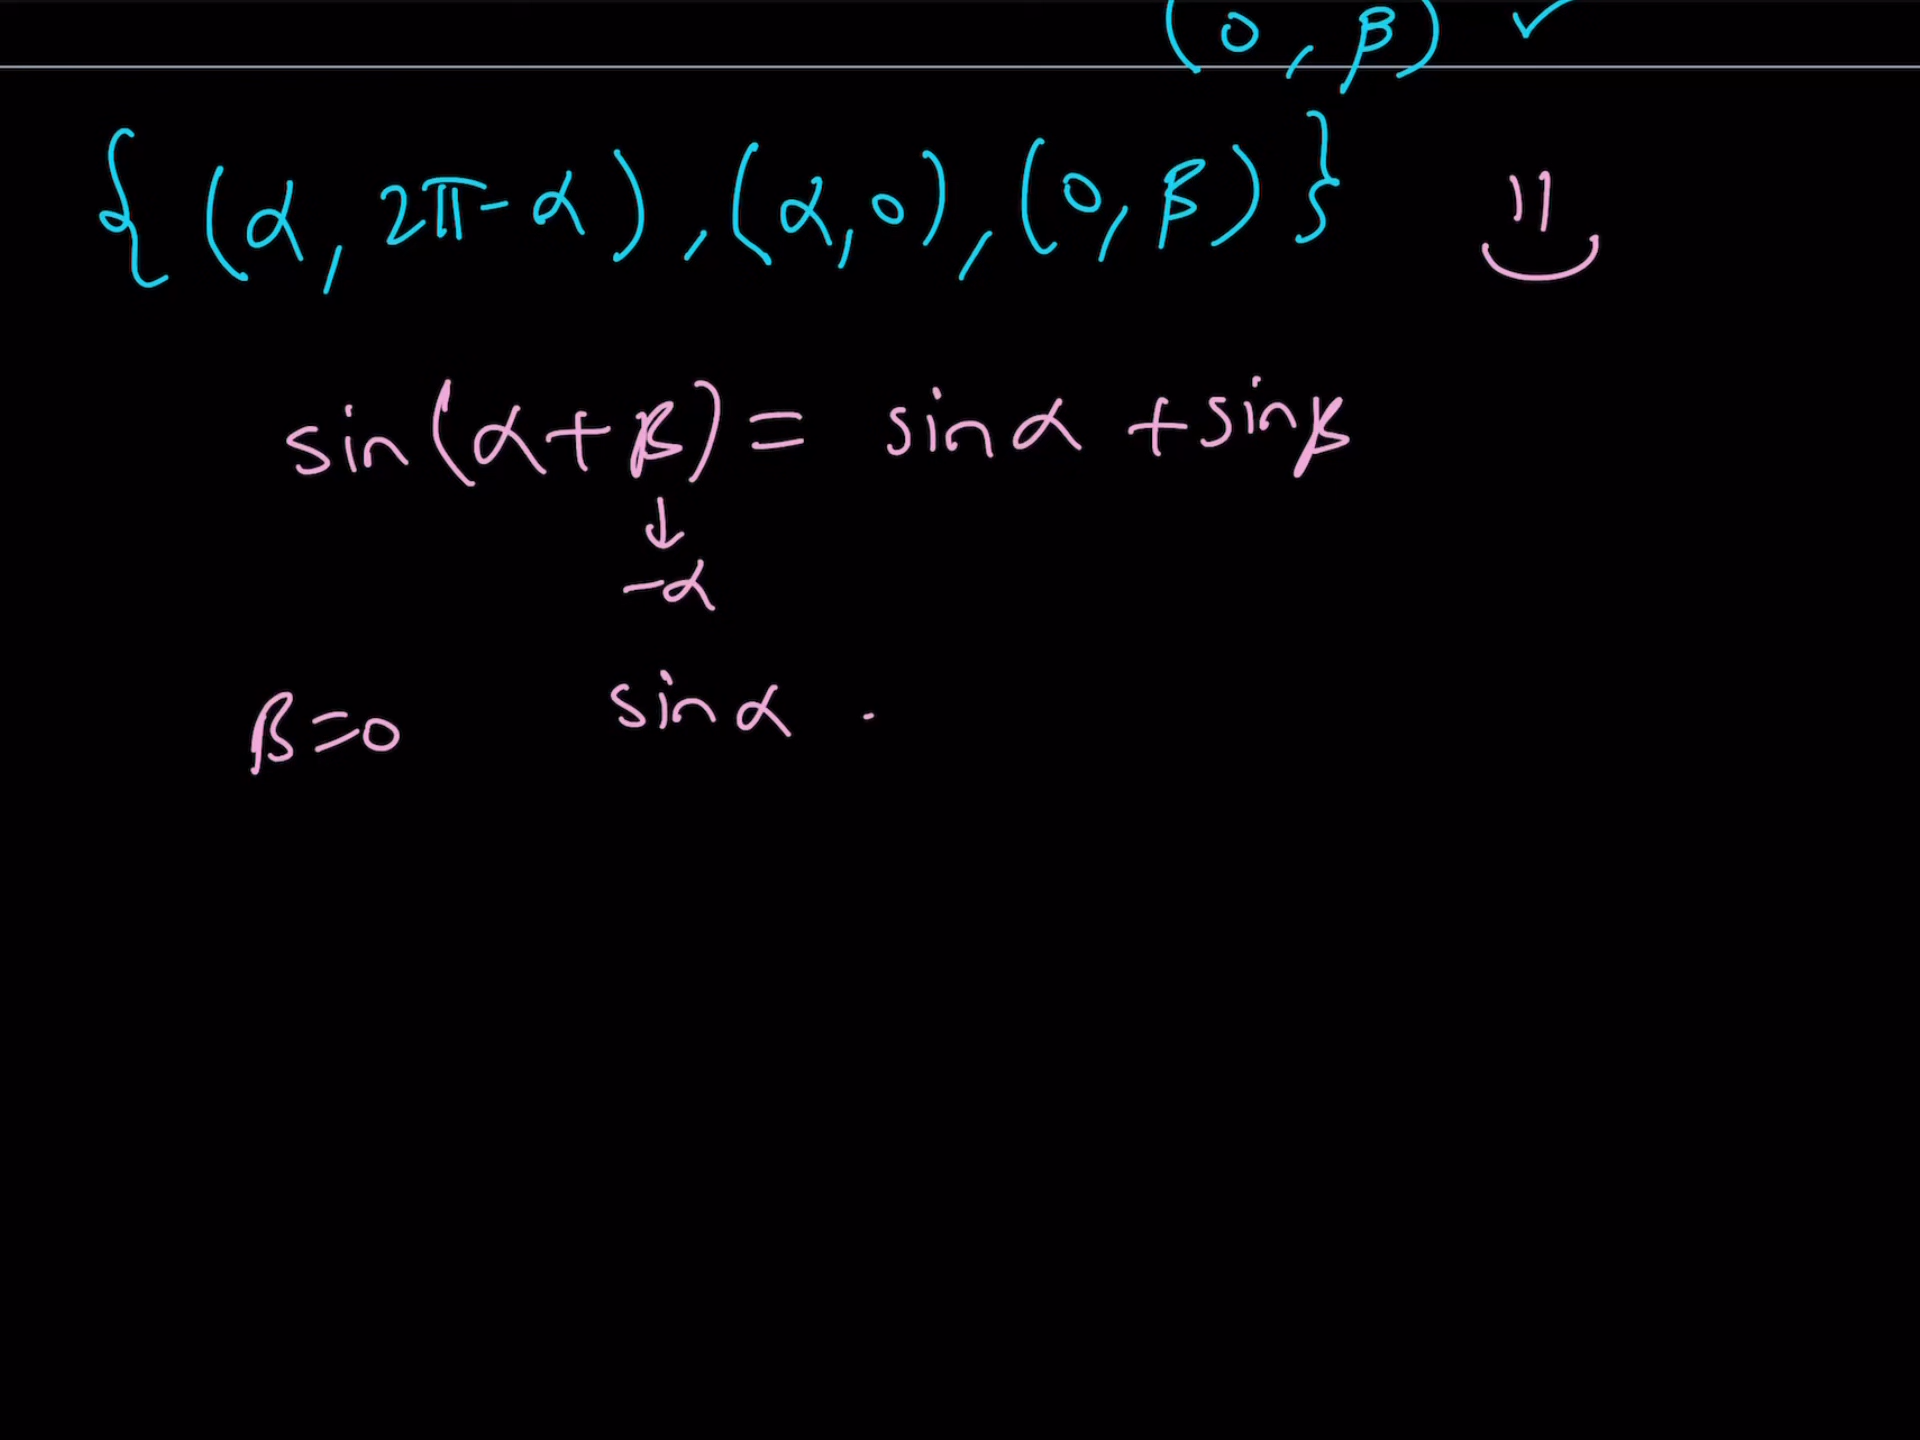 (0, β) ✓
{(α, 2π-α), (α, 0), (0, β)}
sin(α+β) = sinα + sinβ
↓
-α
β=0 sinα